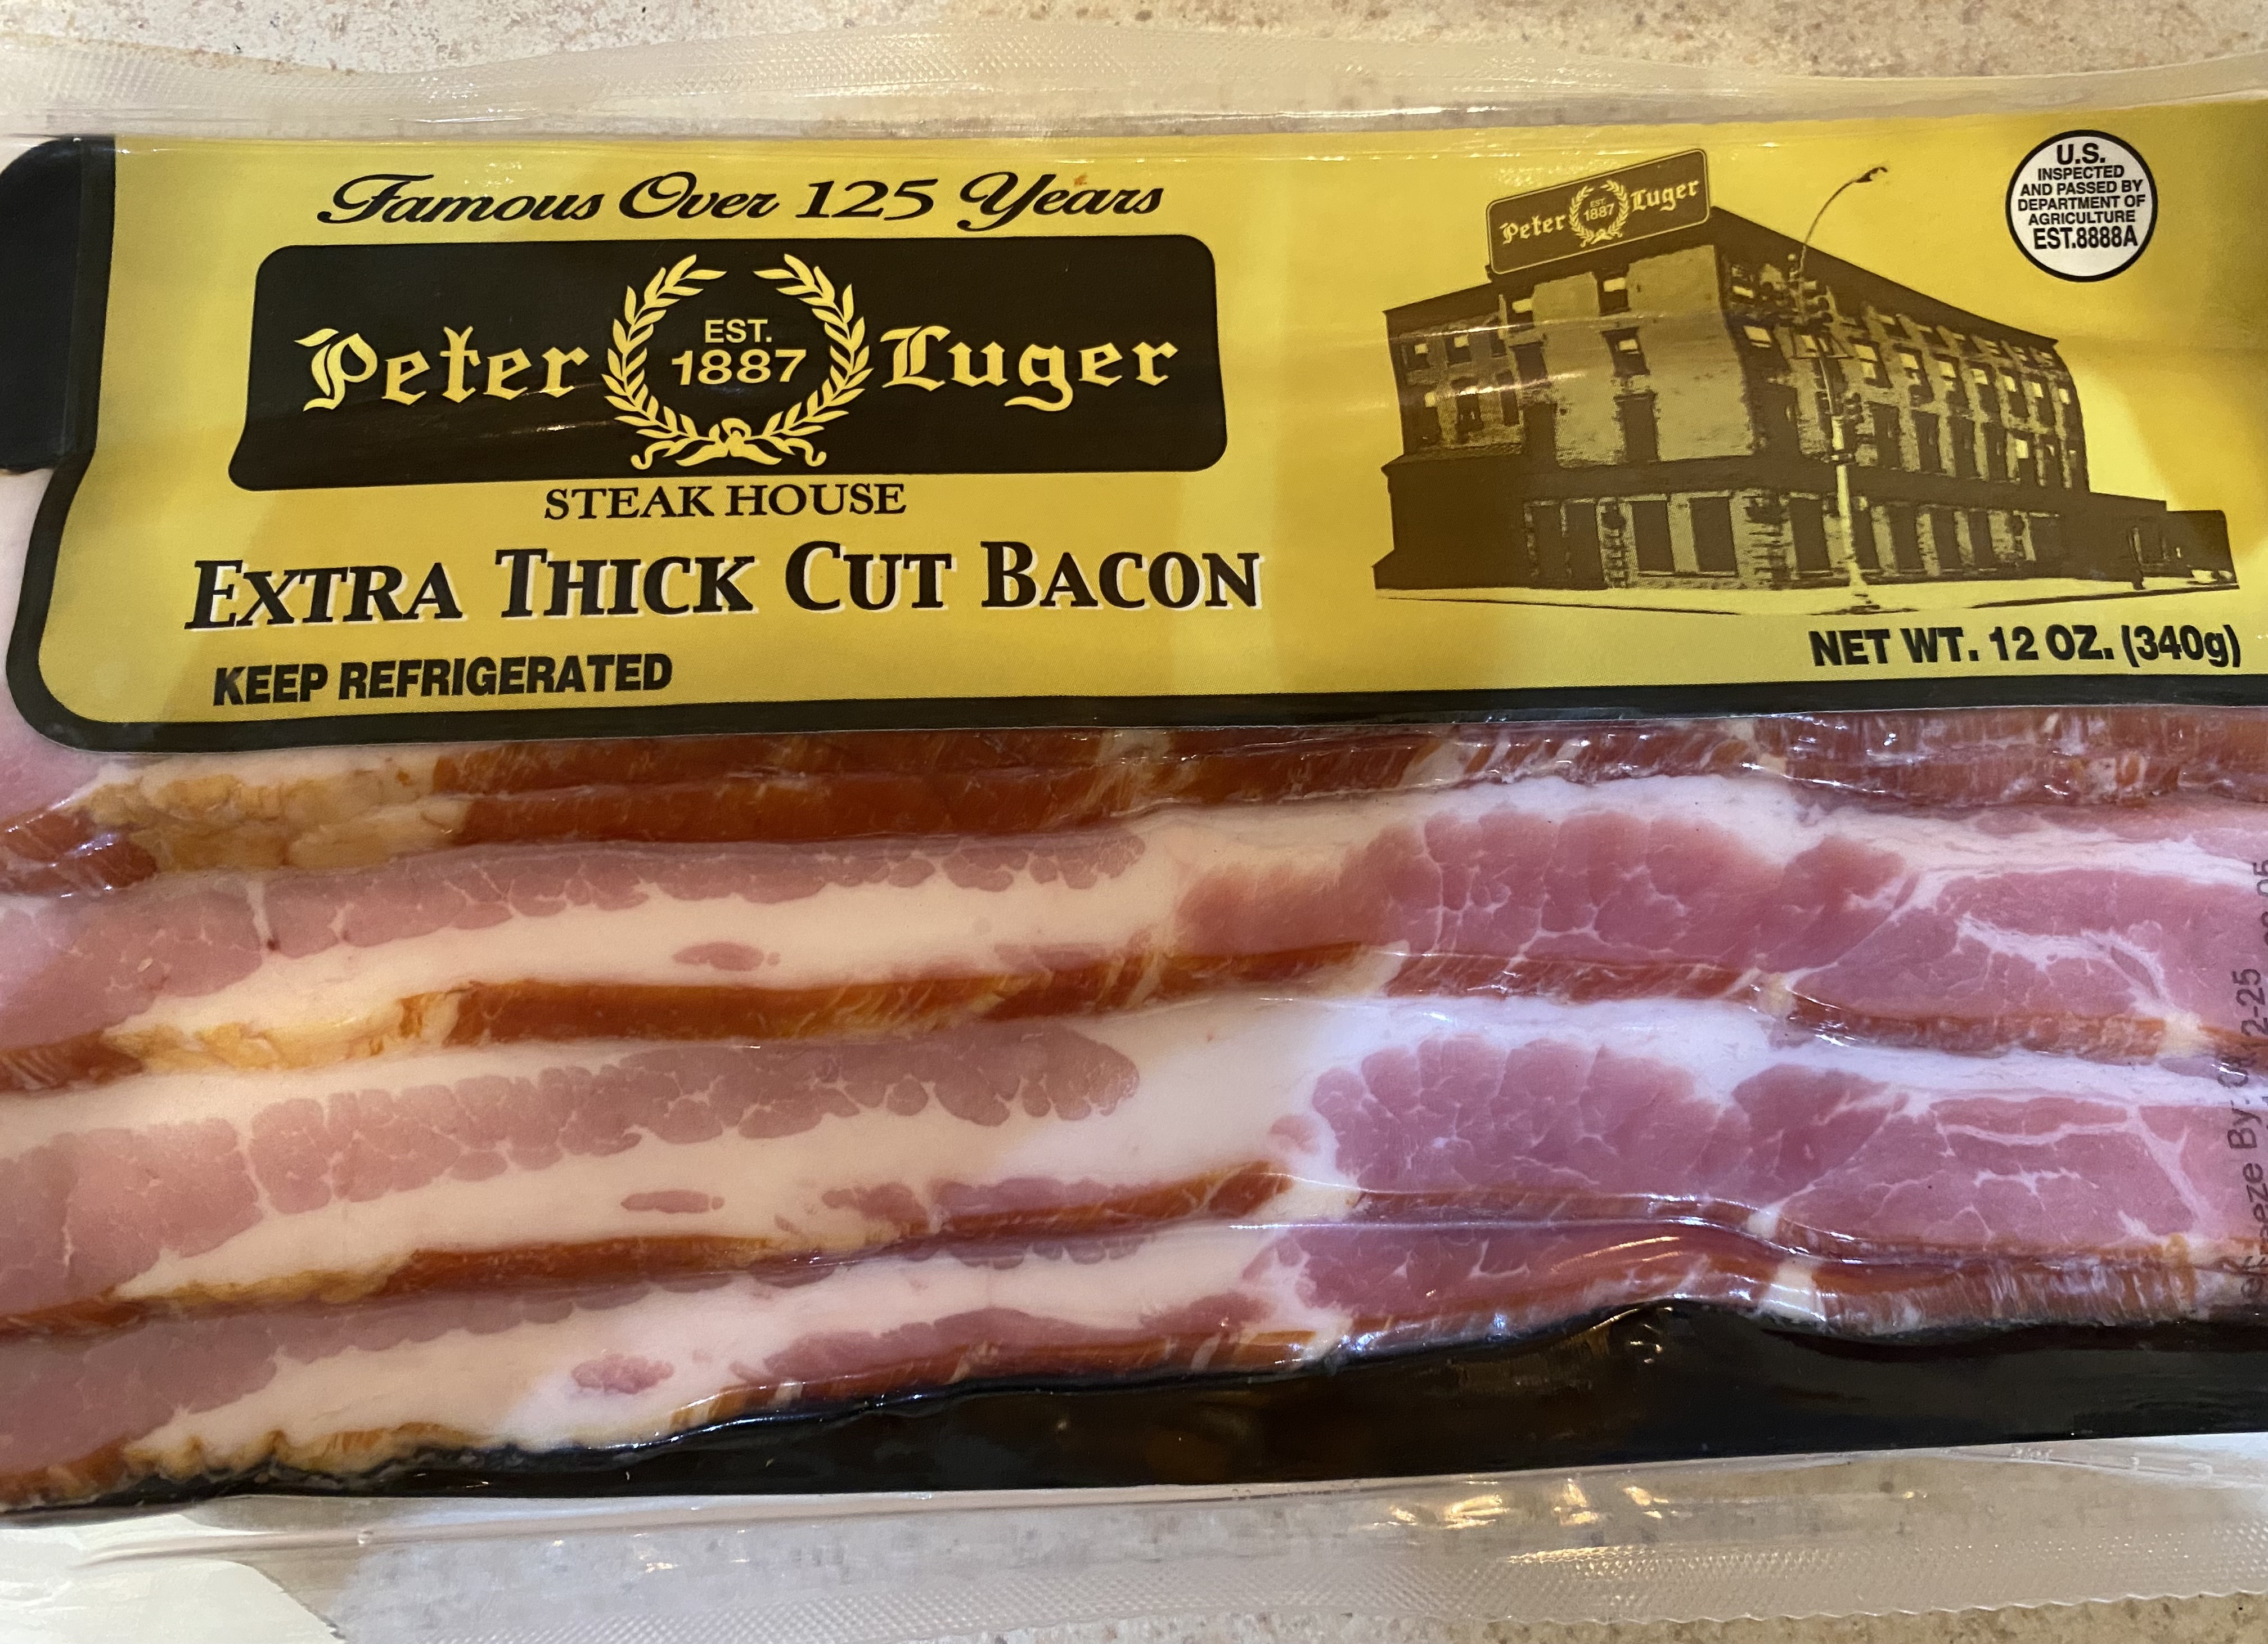 Famous Over 125 Years
Peter EST. 1887 Luger
STEAK HOUSE
EXTRA THICK CUT BACON
KEEP REFRIGERATED
Peter EST. 1887 Luger
U.S.
INSPECTED
AND PASSED BY
DEPARTMENT OF
AGRICULTURE
EST.8888A
NET WT. 12 OZ. (340g)
By: